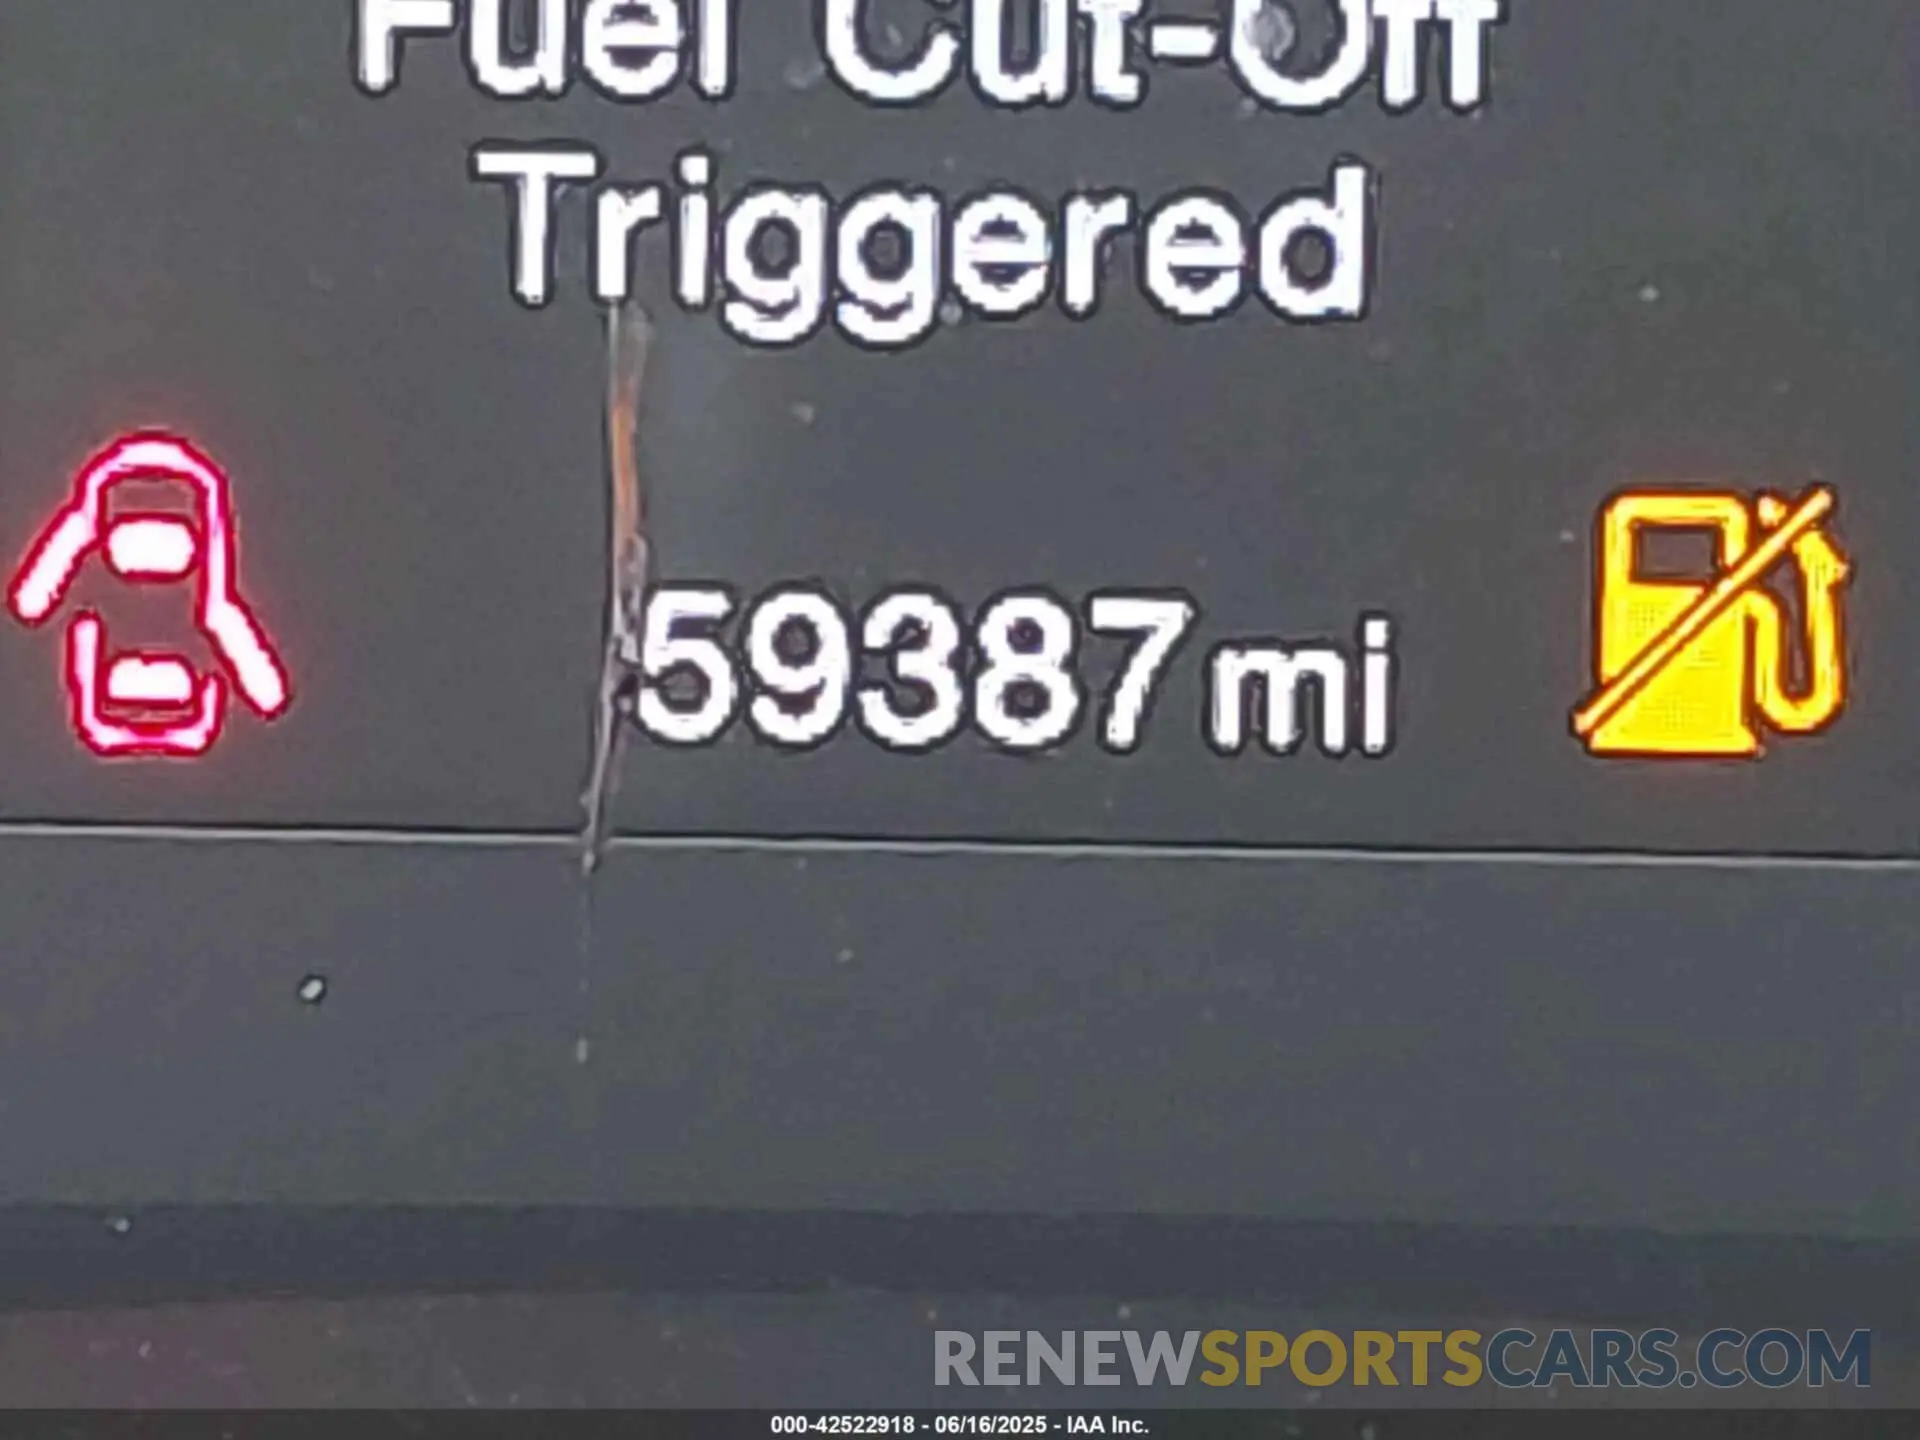 Fuel Cut-Off
Triggered
59387 mi
RENEWSPORTSCARS.COM
000-42522918 - 06/16/2025 - IAA Inc.